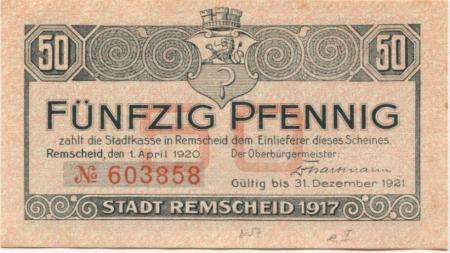 50 50
FÜNFZIG PFENNIG
zahlt die Stadtkasse in Remscheid dem Einlieferer dieses Scheines.
Remscheid, den 1. April 1920. Der Oberbürgermeister:
№ 603858
Gültig bis 31. Dezember 1921
STADT REMSCHEID 1917